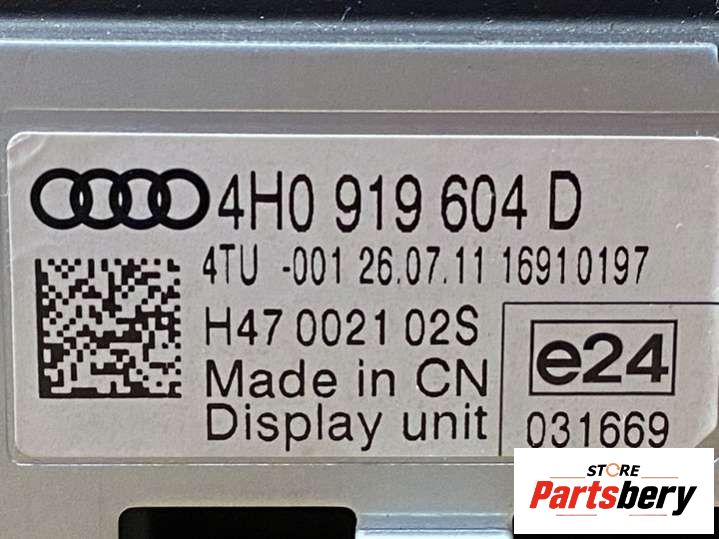 4H0 919 604 D
4TU -001 26.07.11 16910197
H47 0021 02S
Made in CN
Display unit
e24
031669
STORE
Partsbery